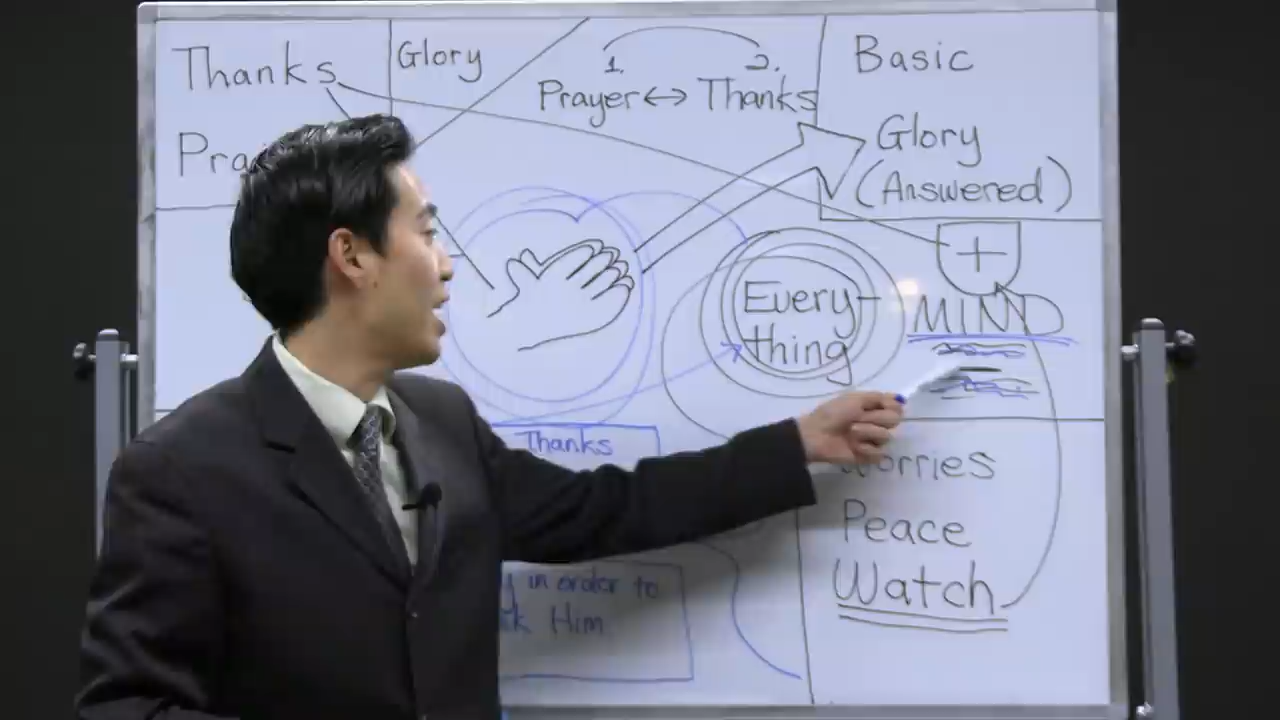 Thanks
Glory
1. 2.
Prayer ↔ Thanks
Basic
Glory
(Answered)
Every-
thing
MIND
Thanks
Worries
Peace
Watch
in order to
Him